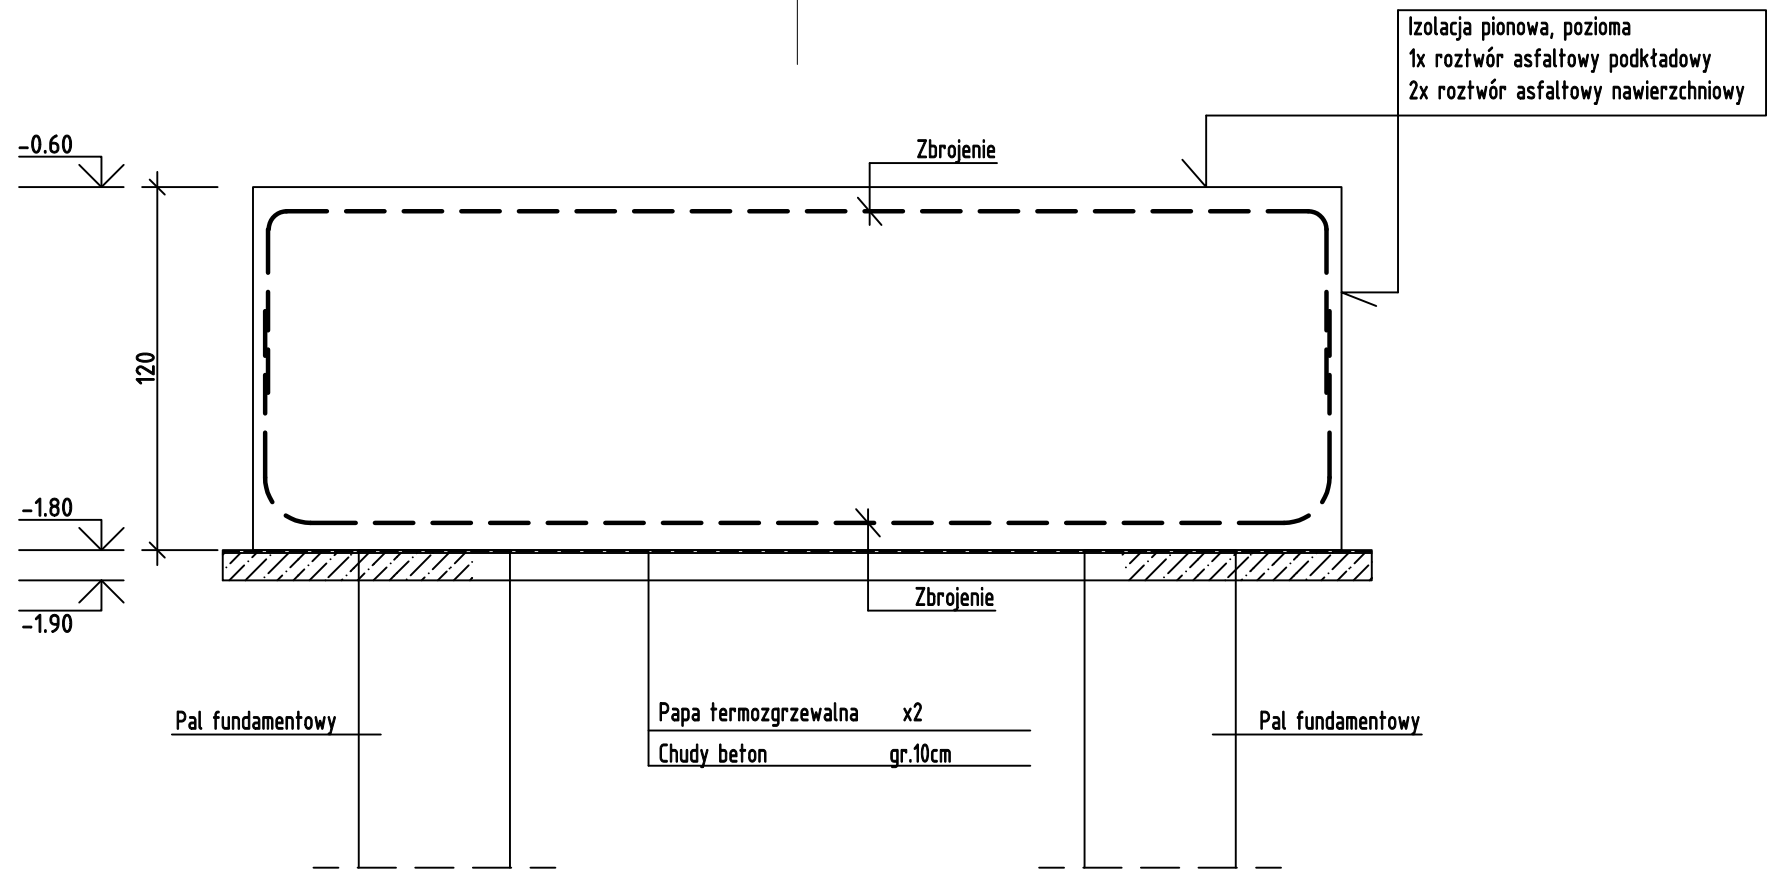 Izolacja pionowa, pozioma
1x roztwór asfaltowy podkładowy
2x roztwór asfaltowy nawierzchniowy
-0.60
Zbrojenie
120
-1.80
-1.90
Zbrojenie
Pal fundamentowy
Papa termozgrzewalna x2
Chudy beton gr.10cm
Pal fundamentowy